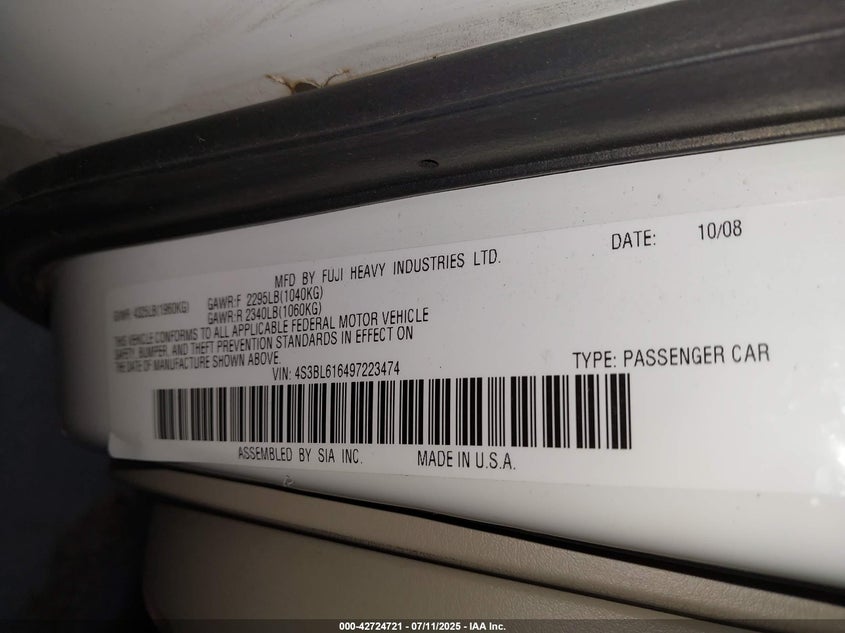 MFD BY FUJI HEAVY INDUSTRIES LTD.
DATE: 10/08
GVWR 4325LB(1960KG)
GAWR:F 2295LB(1040KG)
GAWR:R 2340LB(1060KG)
THIS VEHICLE CONFORMS TO ALL APPLICABLE FEDERAL MOTOR VEHICLE
SAFETY, BUMPER, AND THEFT PREVENTION STANDARDS IN EFFECT ON
THE DATE OF MANUFACTURE SHOWN ABOVE.
VIN: 4S3BL616497223474
TYPE: PASSENGER CAR
ASSEMBLED BY SIA INC. MADE IN U.S.A.
000-42724721 | 07/11/2025 - IAA Inc.